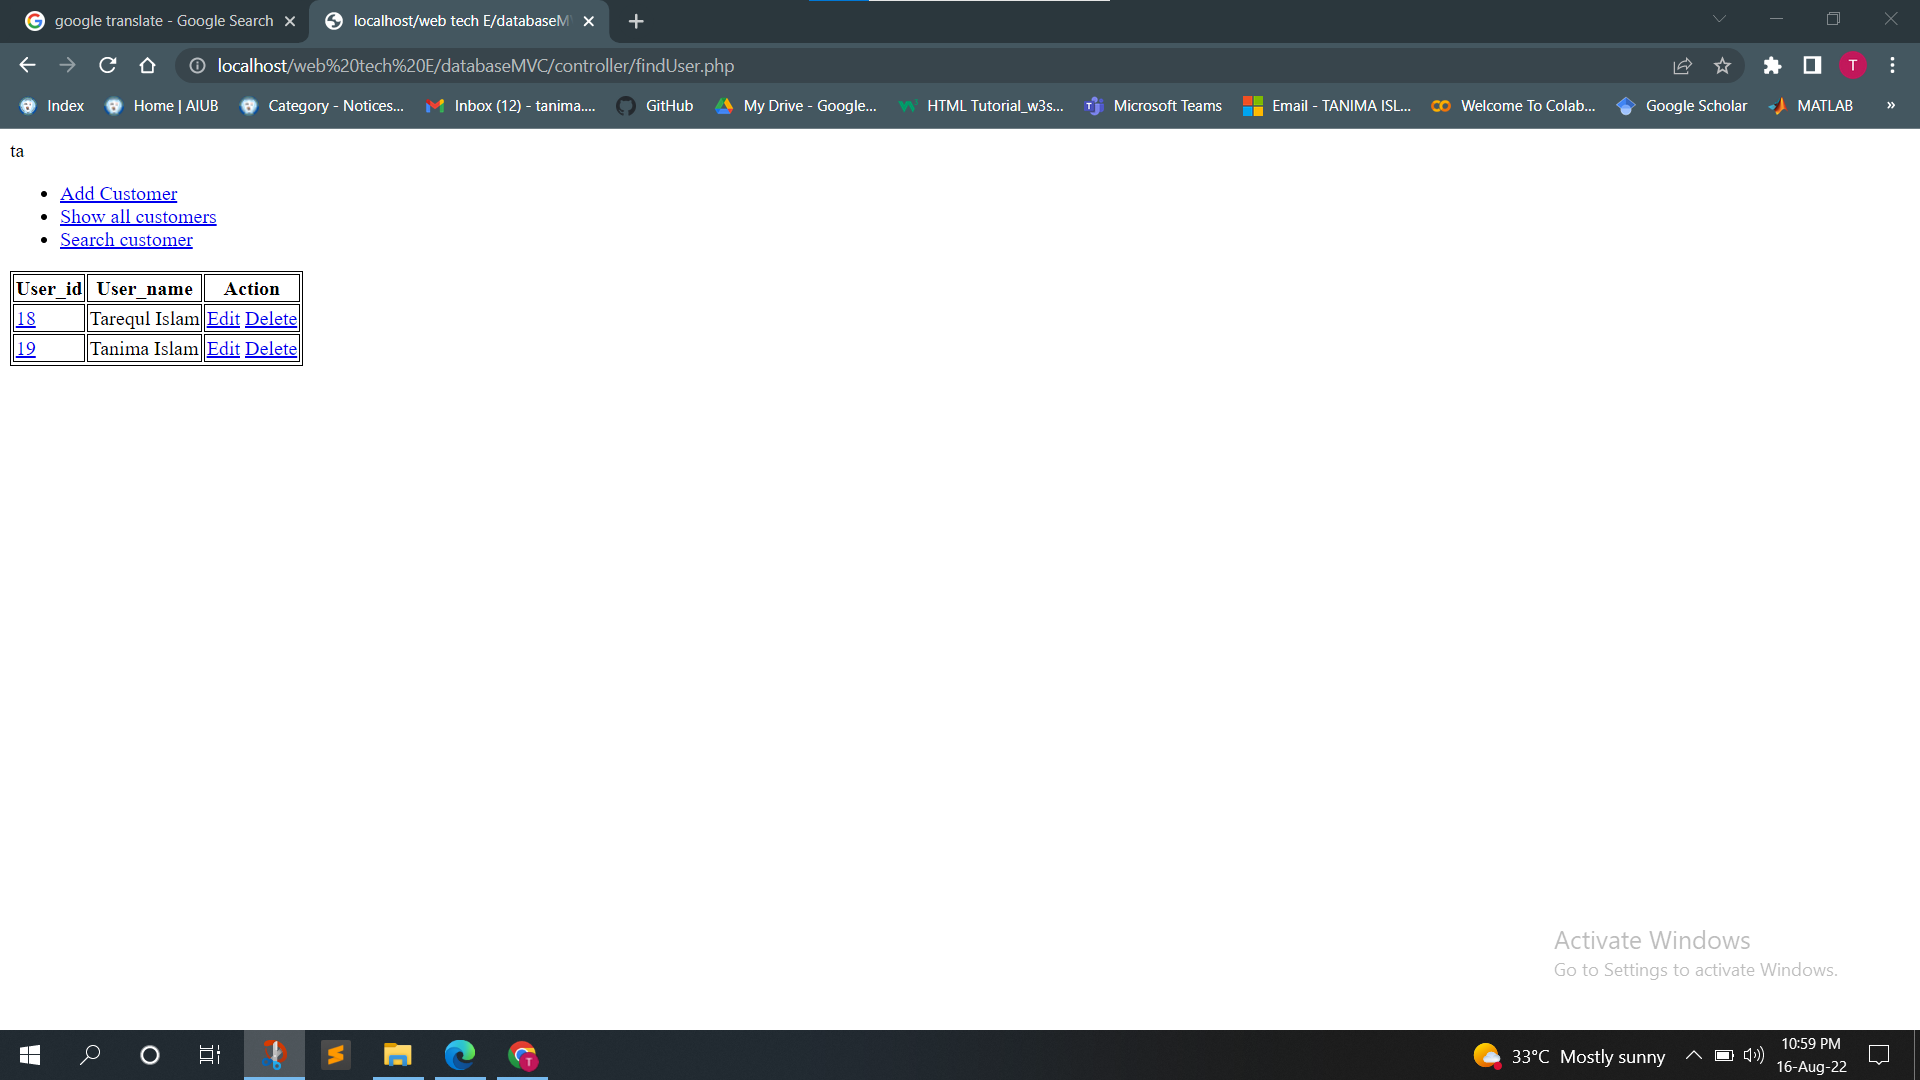 google translate - Google Search
localhost/web tech E/databaseM
localhost/web%20tech%20E/databaseMVC/controller/findUser.php
T
Index Home | AIUB Category - Notices... Inbox (12) - tanima.... GitHub My Drive - Google... HTML Tutorial_w3s... Microsoft Teams Email - TANIMA ISL... Welcome To Colab... Google Scholar MATLAB »
ta
• Add Customer
• Show all customers
• Search customer
User_id User_name Action
18 Tarequl Islam Edit Delete
19 Tanima Islam Edit Delete
Activate Windows
Go to Settings to activate Windows.
33°C Mostly sunny
10:59 PM
16-Aug-22